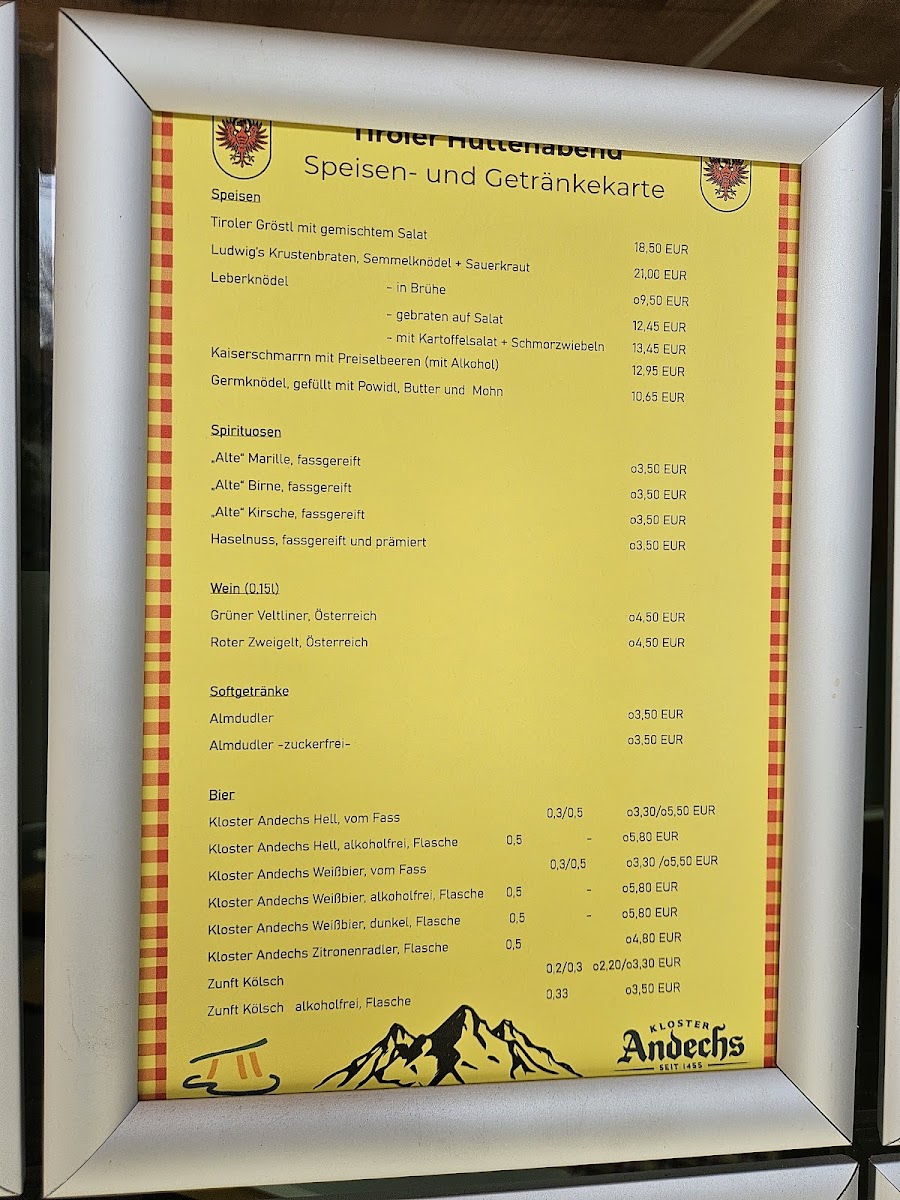 Tiroler Hüttenabend
Speisen- und Getränkekarte
Speisen
Tiroler Gröstl mit gemischtem Salat 18,50 EUR
Ludwig's Krustenbraten, Semmelknödel + Sauerkraut 21,00 EUR
Leberknödel - in Brühe o9,50 EUR
- gebraten auf Salat 12,45 EUR
- mit Kartoffelsalat + Schmorzwiebeln 13,45 EUR
Kaiserschmarrn mit Preiselbeeren (mit Alkohol) 12,95 EUR
Germknödel, gefüllt mit Powidl, Butter und Mohn 10,65 EUR
Spirituosen
„Alte“ Marille, fassgereift o3,50 EUR
„Alte“ Birne, fassgereift o3,50 EUR
„Alte“ Kirsche, fassgereift o3,50 EUR
Haselnuss, fassgereift und prämiert o3,50 EUR
Wein (0,15l)
Grüner Veltliner, Österreich o4,50 EUR
Roter Zweigelt, Österreich o4,50 EUR
Softgetränke
Almdudler o3,50 EUR
Almdudler -zuckerfrei- o3,50 EUR
Bier
Kloster Andechs Hell, vom Fass 0,3/0,5 o3,30/o5,50 EUR
Kloster Andechs Hell, alkoholfrei, Flasche 0,5 - o5,80 EUR
Kloster Andechs Weißbier, vom Fass 0,3/0,5 o3,30 /o5,50 EUR
Kloster Andechs Weißbier, alkoholfrei, Flasche 0,5 - o5,80 EUR
Kloster Andechs Weißbier, dunkel, Flasche 0,5 - o5,80 EUR
Kloster Andechs Zitronenradler, Flasche 0,5 o4,80 EUR
Zunft Kölsch 0,2/0,3 o2,20/o3,30 EUR
Zunft Kölsch alkoholfrei, Flasche 0,33 o3,50 EUR
KLOSTER
Andechs
SEIT 1455